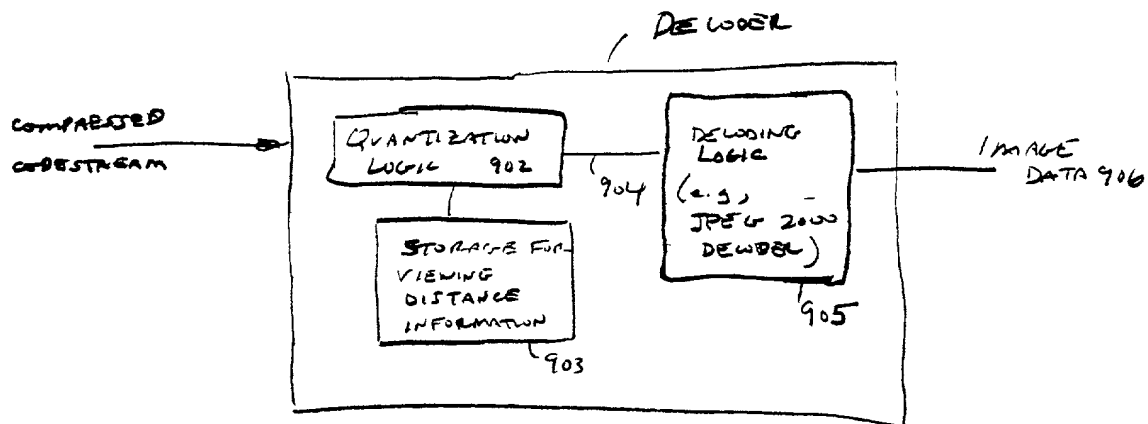 DECODER
COMPRESSED
CODESTREAM
QUANTIZATION
LOGIC 902
904
STORAGE FOR
VIEWING
DISTANCE
INFORMATION
903
DECODING
LOGIC
(e.g.,
JPEG 2000
DECODER)
905
IMAGE
DATA 906